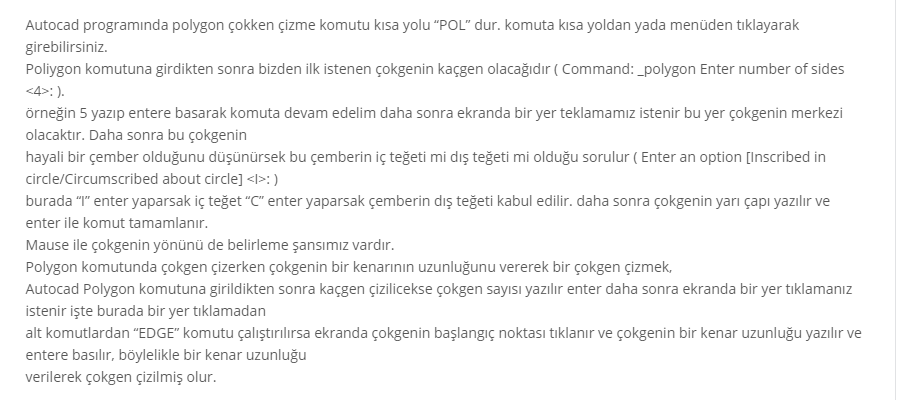 Autocad programında polygon çokken çizme komutu kısa yolu “POL” dur. komuta kısa yoldan yada menüden tıklayarak
girebilirsiniz.
Poliygon komutuna girdikten sonra bizden ilk istenen çokgenin kaçgen olacağıdır ( Command: _polygon Enter number of sides
<4>: ).
örneğin 5 yazıp entere basarak komuta devam edelim daha sonra ekranda bir yer teklamamız istenir bu yer çokgenin merkezi
olacaktır. Daha sonra bu çokgenin
hayali bir çember olduğunu düşünürsek bu çemberin iç teğeti mi dış teğeti mi olduğu sorulur ( Enter an option [Inscribed in
circle/Circumscribed about circle] <I>: )
burada “I” enter yaparsak iç teğet “C” enter yaparsak çemberin dış teğeti kabul edilir. daha sonra çokgenin yarı çapı yazılır ve
enter ile komut tamamlanır.
Mause ile çokgenin yönünü de belirleme şansımız vardır.
Polygon komutunda çokgen çizerken çokgenin bir kenarının uzunluğunu vererek bir çokgen çizmek,
Autocad Polygon komutuna girildikten sonra kaçgen çizilicekse çokgen sayısı yazılır enter daha sonra ekranda bir yer tıklamanız
istenir işte burada bir yer tıklamadan
alt komutlardan “EDGE” komutu çalıştırılırsa ekranda çokgenin başlangıç noktası tıklanır ve çokgenin bir kenar uzunluğu yazılır ve
entere basılır, böylelikle bir kenar uzunluğu
verilerek çokgen çizilmiş olur.